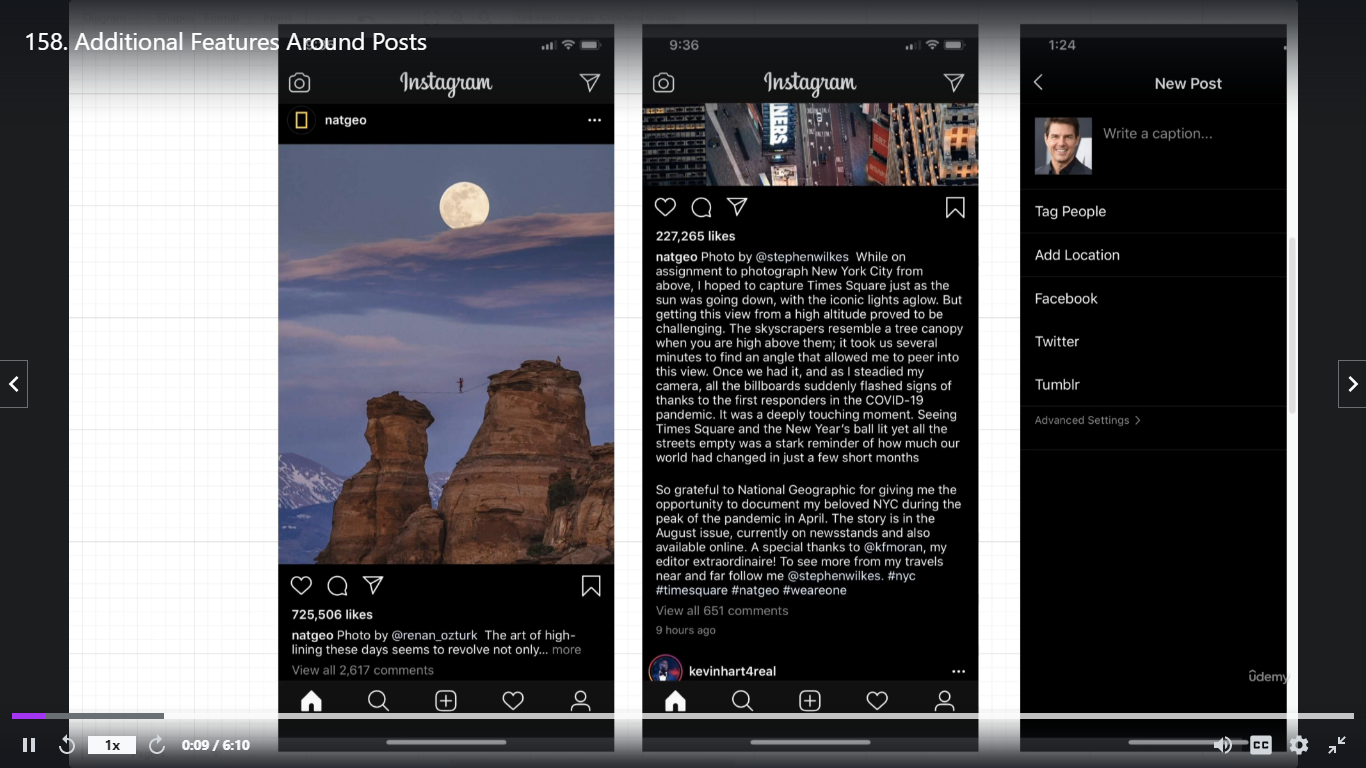 158. Additional Features Around Posts
Instagram
natgeo
725,506 likes
natgeo Photo by @renan_ozturk The art of high-
lining these days seems to revolve not only... more
View all 2,617 comments
9:36
Instagram
INERS
227,265 likes
natgeo Photo by @stephenwilkes While on
assignment to photograph New York City from
above, I hoped to capture Times Square just as the
sun was going down, with the iconic lights aglow. But
getting this view from a high altitude proved to be
challenging. The skyscrapers resemble a tree canopy
when you are high above them; it took us several
minutes to find an angle that allowed me to peer into
this view. Once we had it, and as I steadied my
camera, all the billboards suddenly flashed signs of
thanks to the first responders in the COVID-19
pandemic. It was a deeply touching moment. Seeing
Times Square and the New Year's ball lit yet all the
streets empty was a stark reminder of how much our
world had changed in just a few short months
So grateful to National Geographic for giving me the
opportunity to document my beloved NYC during the
peak of the pandemic in April. The story is in the
August issue, currently on newsstands and also
available online. A special thanks to @kfmoran, my
editor extraordinaire! To see more from my travels
near and far follow me @stephenwilkes. #nyc
#timesquare #natgeo #weareone
View all 651 comments
9 hours ago
kevinhart4real
1:24
New Post
Write a caption...
Tag People
Add Location
Facebook
Twitter
Tumblr
Advanced Settings >
ûdemy
1x
0:09 / 6:10
CC